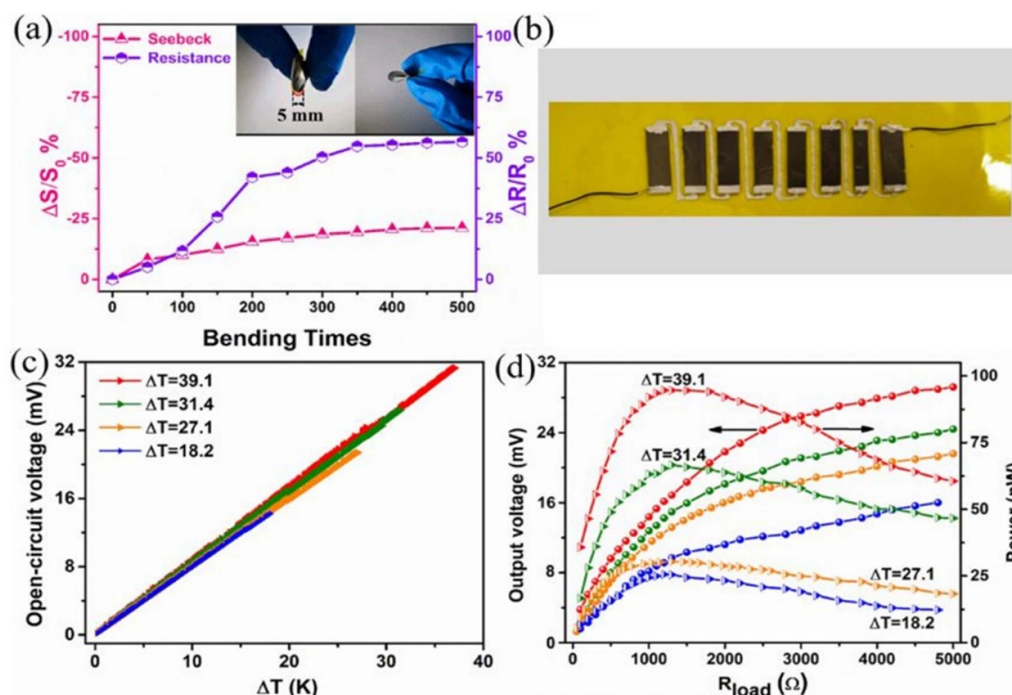 (a)
-100
-75
-50
-25
0
ΔS/S0 %
Seebeck
Resistance
5 mm
100
75
50
25
0
ΔR/R0 %
0 100 200 300 400 500
Bending Times
(b)
(c)
32
24
16
8
0
Open-circuit voltage (mV)
ΔT=39.1
ΔT=31.4
ΔT=27.1
ΔT=18.2
0 10 20 30 40
ΔT (K)
(d)
32
24
16
8
0
Output voltage (mV)
ΔT=39.1
ΔT=31.4
ΔT=27.1
ΔT=18.2
100
75
50
25
0
0 1000 2000 3000 4000 5000
Rload (Ω)